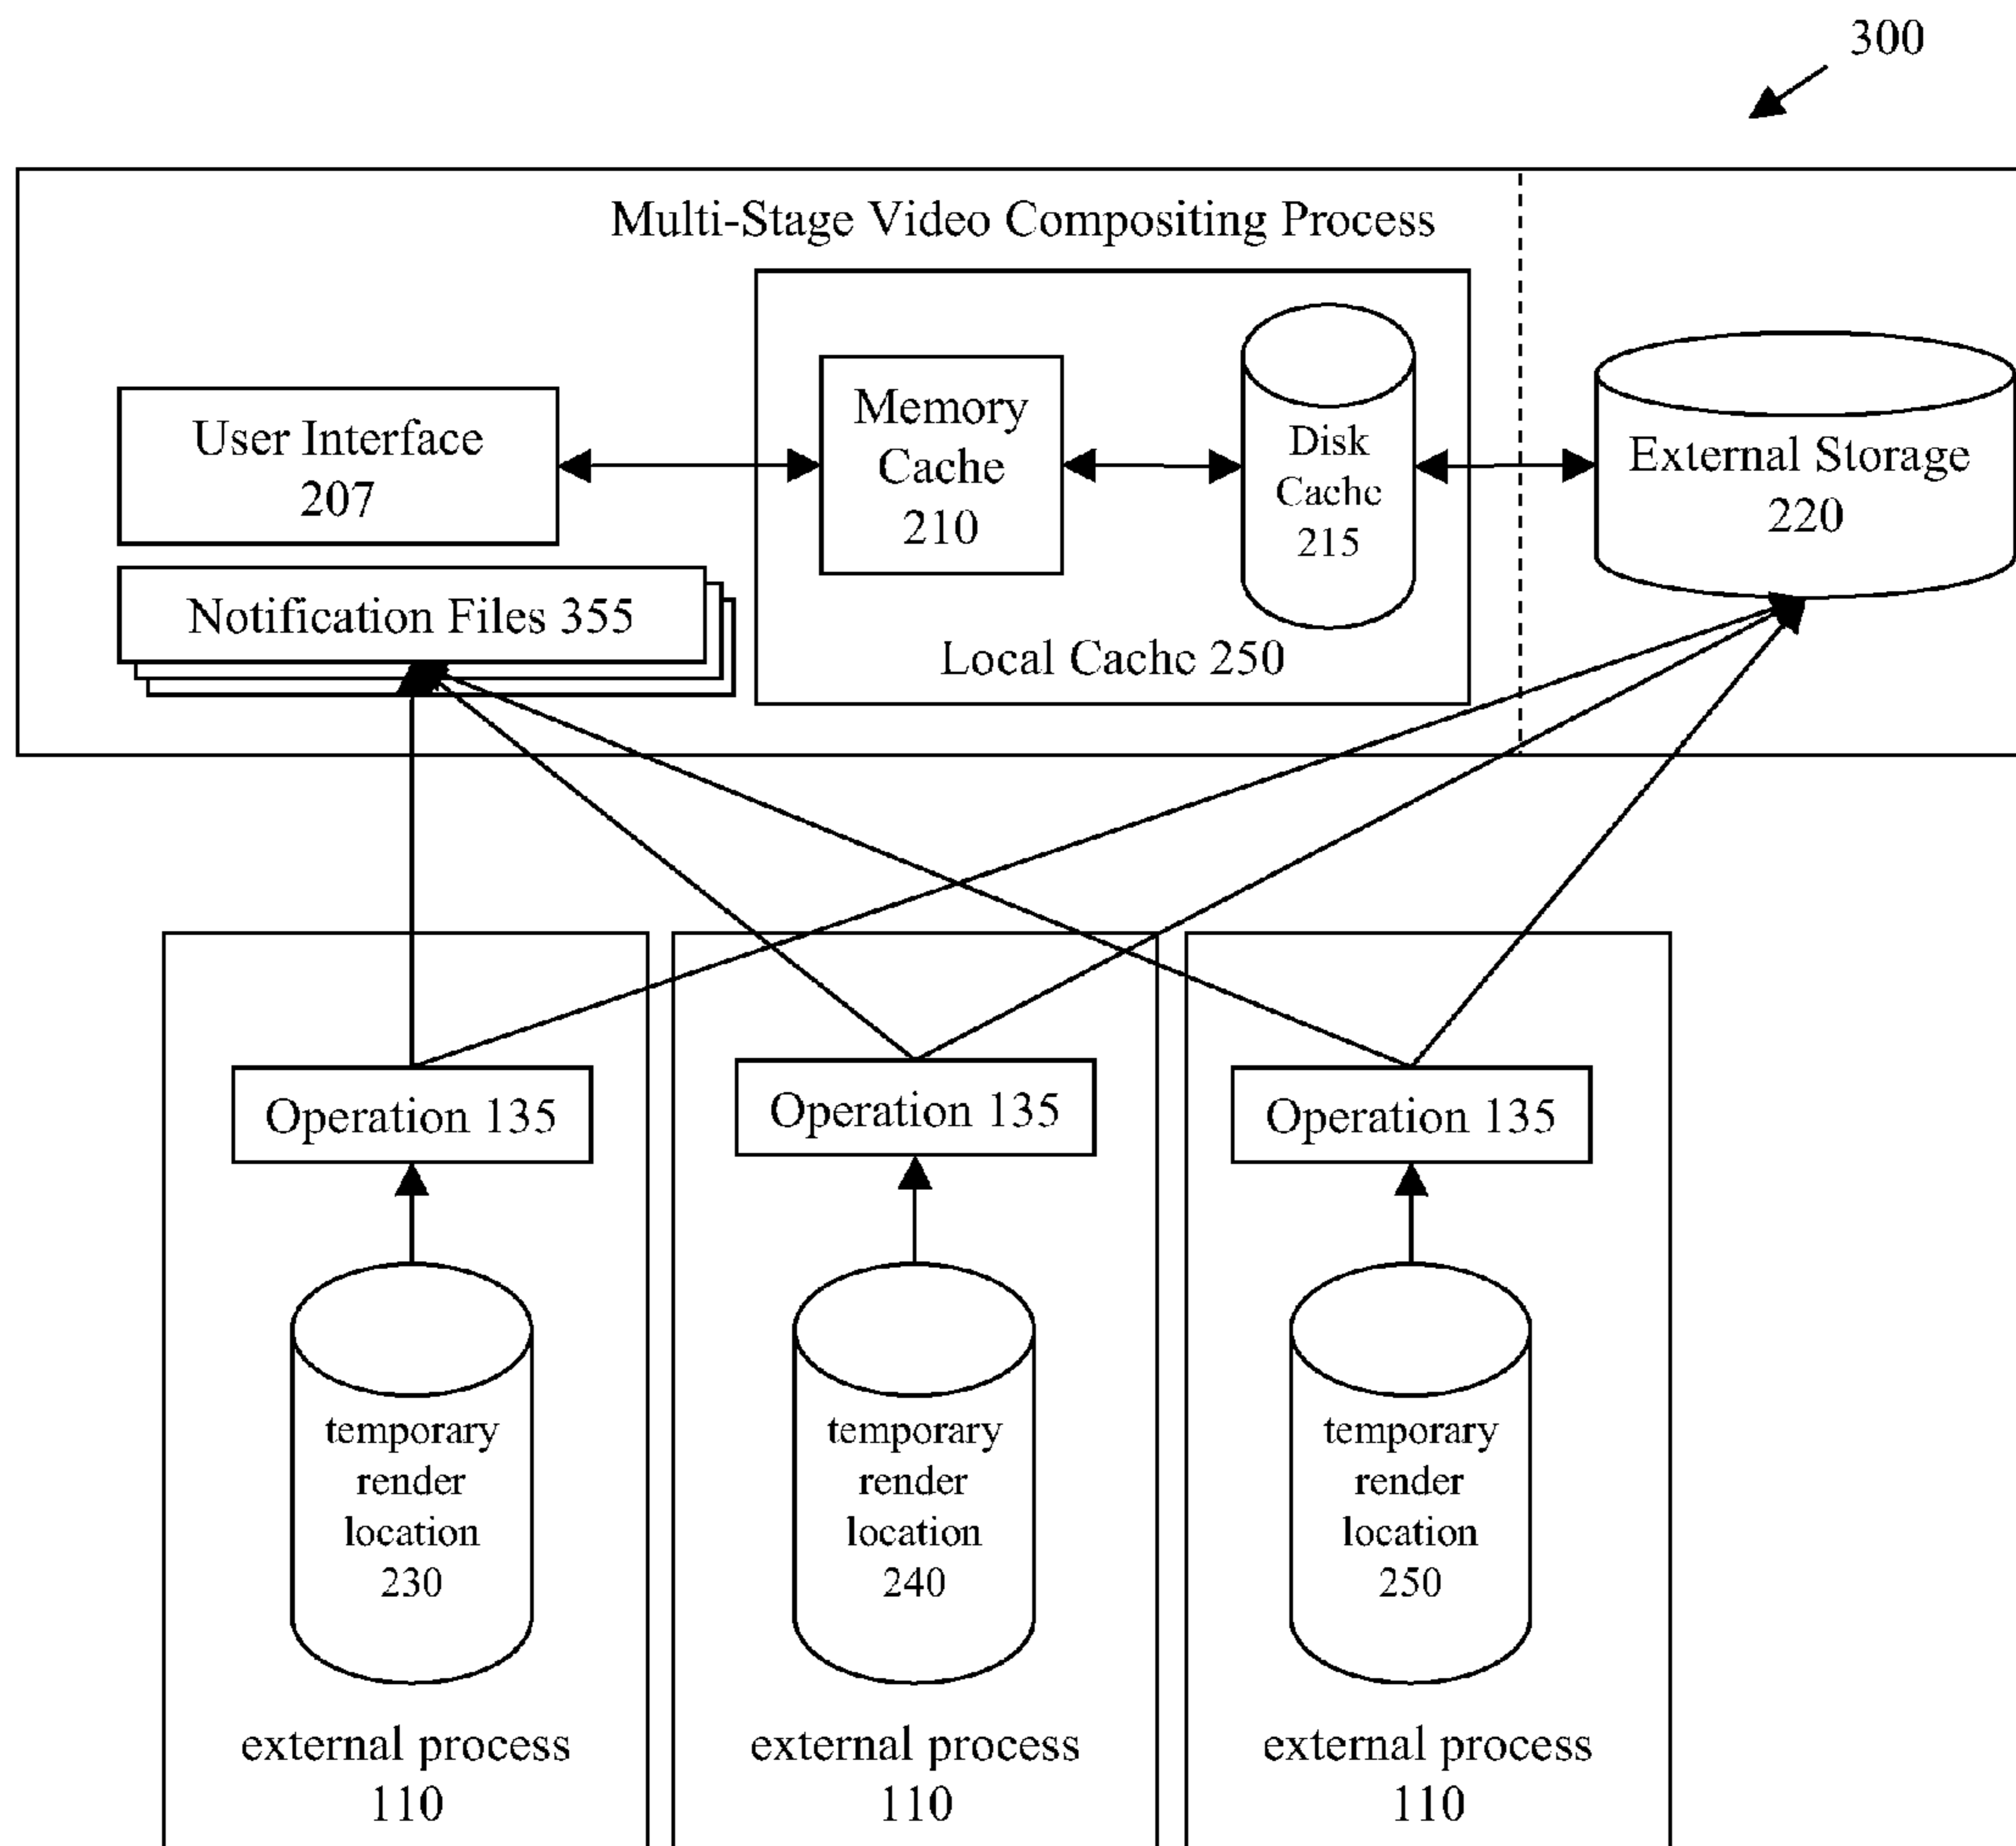 300
Multi-Stage Video Compositing Process
User Interface
207
Memory
Cache
210
Disk
Cache
215
External Storage
220
Notification Files 355
Local Cache 250
Operation 135
Operation 135
Operation 135
temporary
render
location
230
temporary
render
location
240
temporary
render
location
250
external process
110
external process
110
external process
110